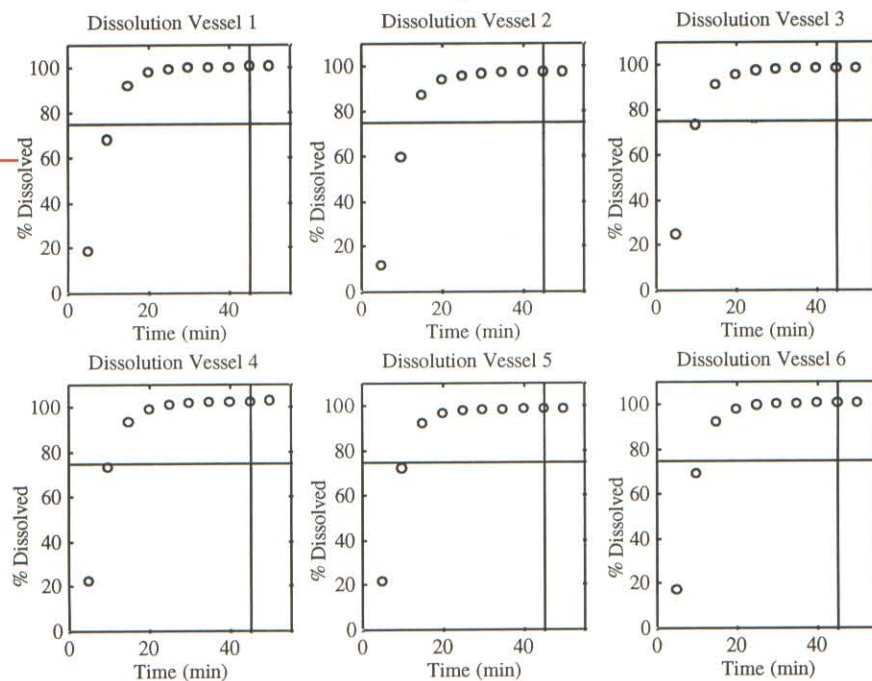 Dissolution Vessel 1
100
80
60
40
20
0
% Dissolved
0 20 40
Time (min)
Dissolution Vessel 2
100
80
60
40
20
0
% Dissolved
0 20 40
Time (min)
Dissolution Vessel 3
100
80
60
40
20
0
% Dissolved
0 20 40
Time (min)
Dissolution Vessel 4
100
80
60
40
20
0
% Dissolved
0 20 40
Time (min)
Dissolution Vessel 5
100
80
60
40
20
0
% Dissolved
0 20 40
Time (min)
Dissolution Vessel 6
100
80
60
40
20
0
% Dissolved
0 20 40
Time (min)